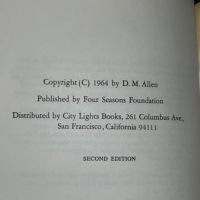 Copyright (C) 1964 by D. M. Allen
Published by Four Seasons Foundation
Distributed by City Lights Books, 261 Columbus Ave.,
San Francisco, California 94111
SECOND EDITION